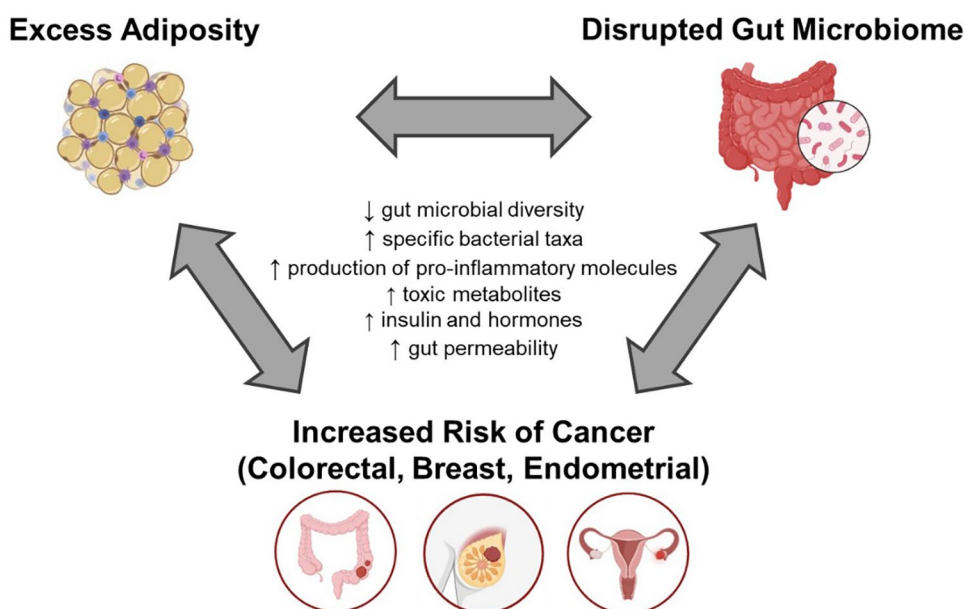 Excess Adiposity
Disrupted Gut Microbiome
↓ gut microbial diversity
↑ specific bacterial taxa
↑ production of pro-inflammatory molecules
↑ toxic metabolites
↑ insulin and hormones
↑ gut permeability
Increased Risk of Cancer
(Colorectal, Breast, Endometrial)